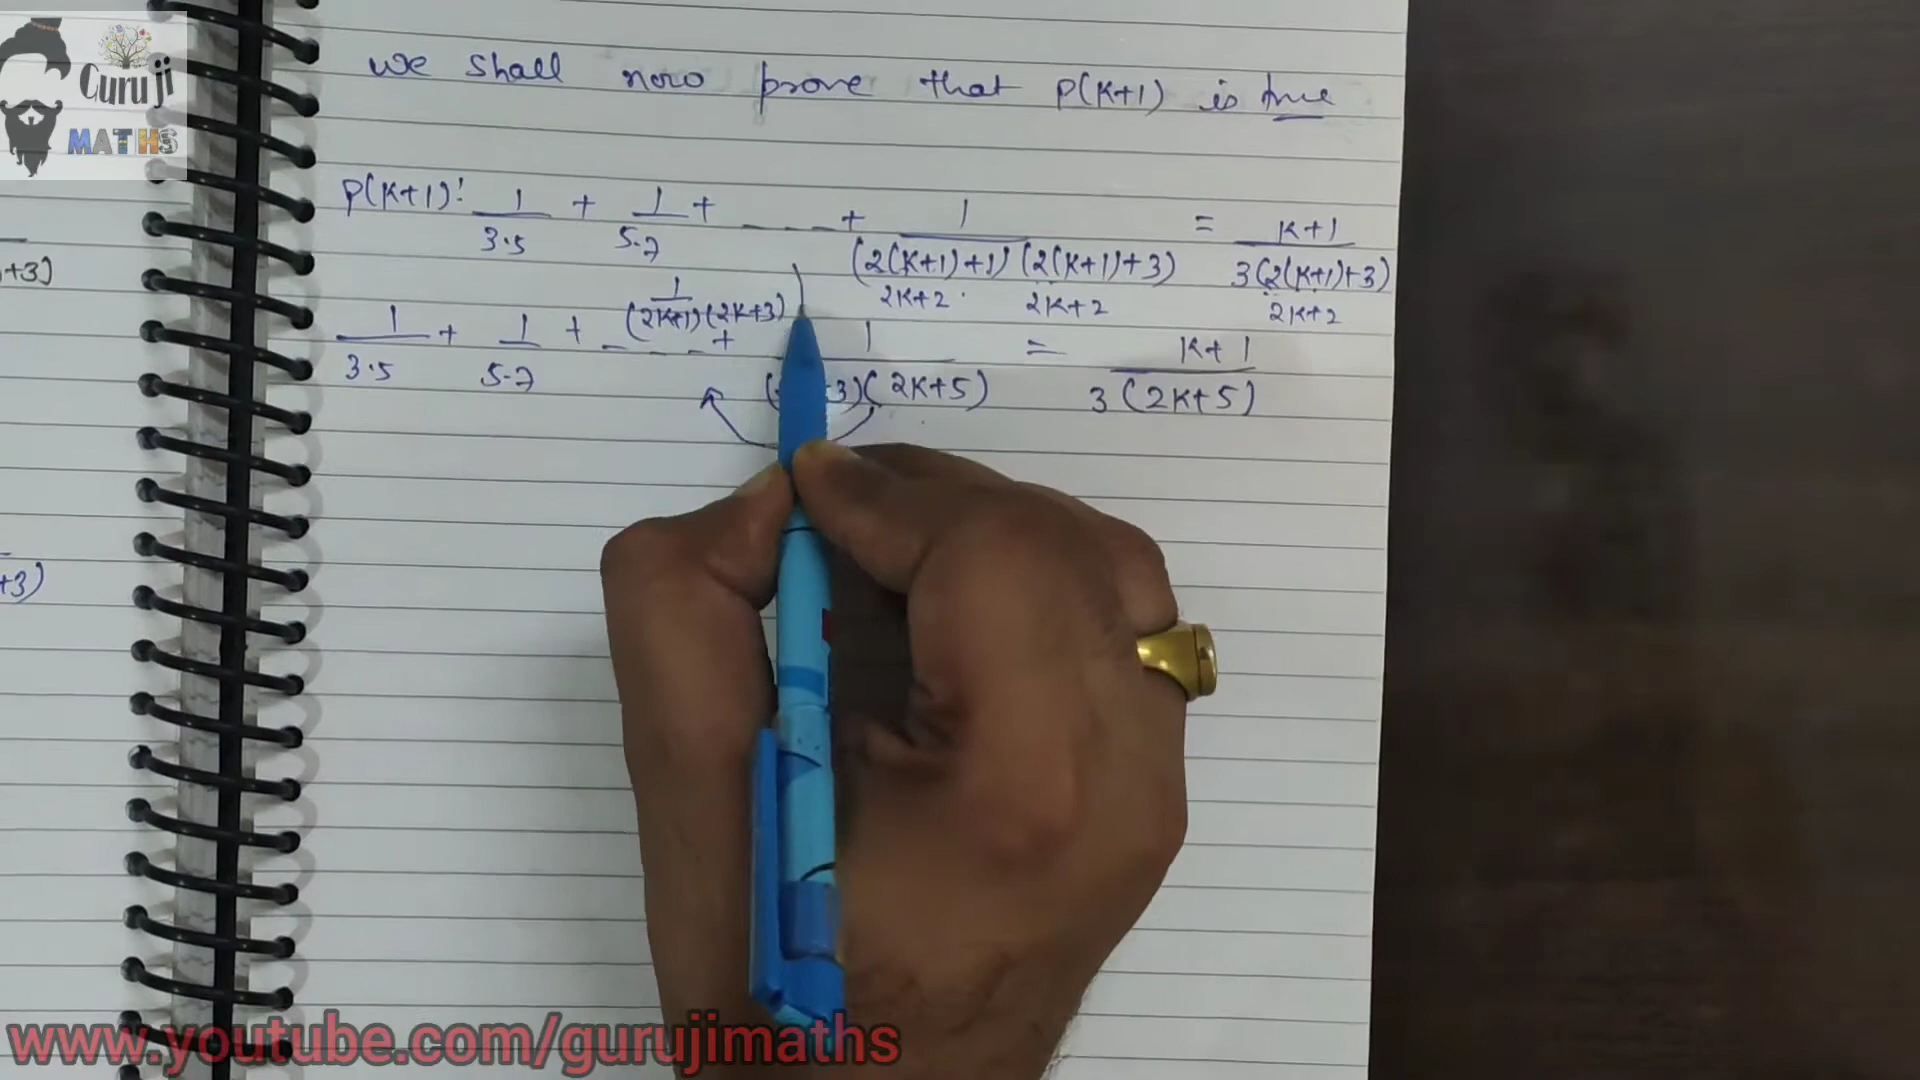 Guruji
MATHS
We shall now prove that P(K+1) is true
P(K+1): 1/3.5 + 1/5.7 + ---- + 1/(2(K+1)+1)(2(K+1)+3) = K+1/3(2(K+1)+3)
2K+2 2K+2 2K+2
1/(2K+1)(2K+3)
1/3.5 + 1/5.7 + ---- + 1/( 3)(2K+5) = K+1/3(2K+5)
+3)
+3)
www.youtube.com/gurujimaths